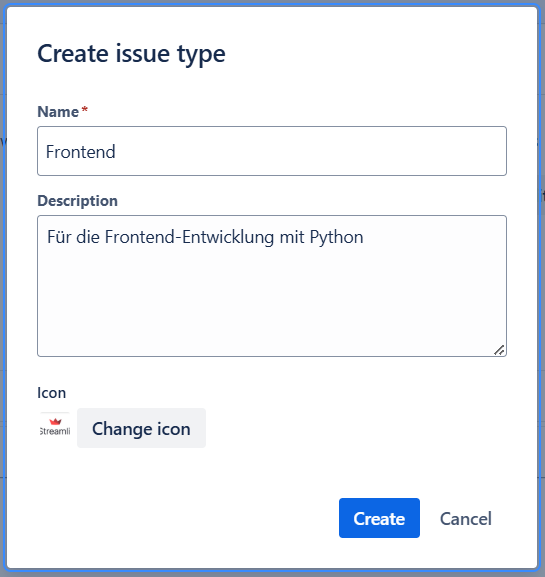 Create issue type
Name*
Frontend
Description
Für die Frontend-Entwicklung mit Python
Icon
Streamli
Change icon
Create
Cancel